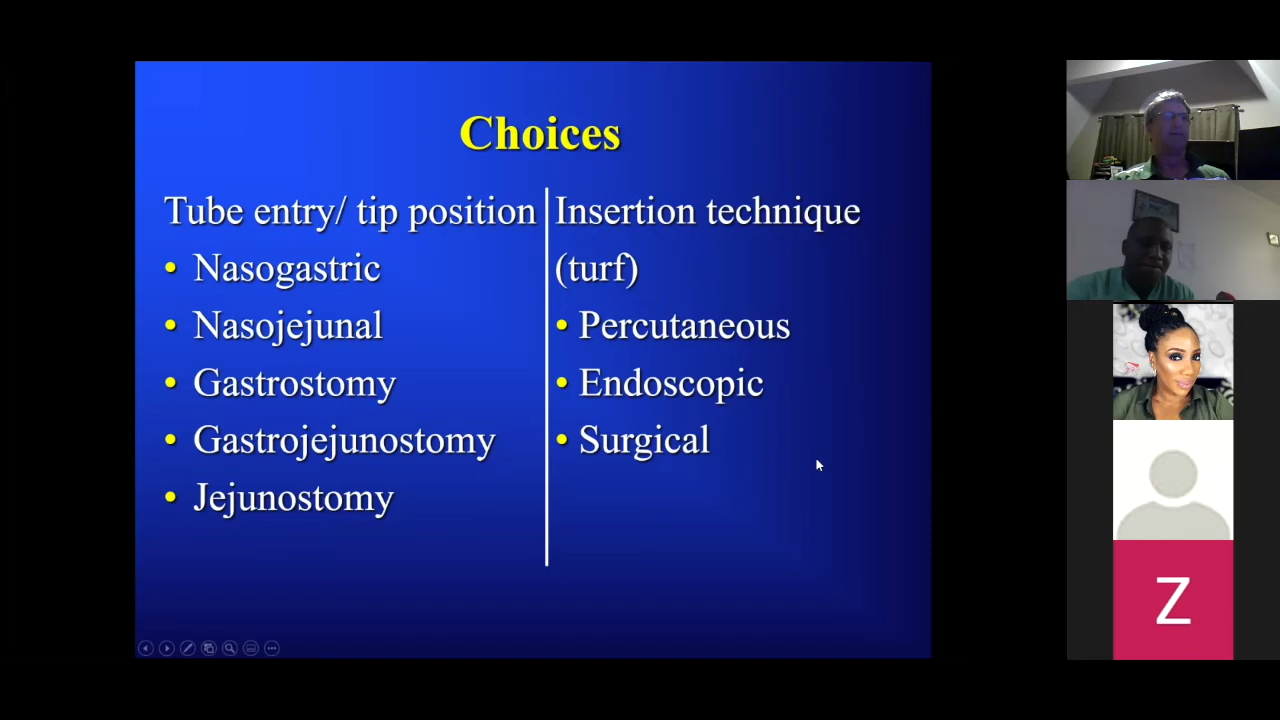 Choices
Tube entry/ tip position
• Nasogastric
• Nasojejunal
• Gastrostomy
• Gastrojejunostomy
• Jejunostomy
Insertion technique
(turf)
• Percutaneous
• Endoscopic
• Surgical
Z